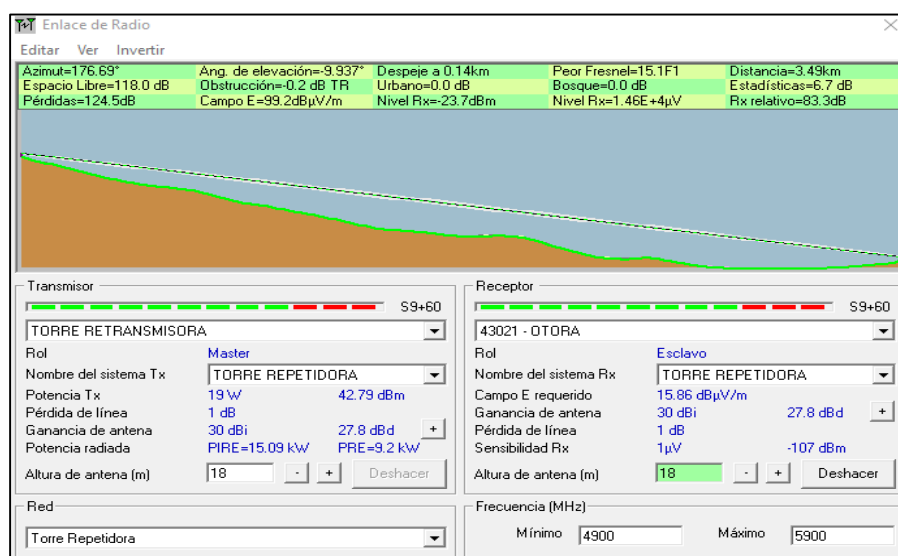 Enlace de Radio
Editar Ver Invertir
Azimut=176.69° Ang. de elevación=-9.937° Despeje a 0.14km Peor Fresnel=15.1F1 Distancia=3.49km
Espacio Libre=118.0 dB Obstrucción=-0.2 dB TR Urbano=0.0 dB Bosque=0.0 dB Estadísticas=6.7 dB
Pérdidas=124.5dB Campo E=99.2dBµV/m Nivel Rx=-23.7dBm Nivel Rx=1.46E+4µV Rx relativo=83.3dB
Transmisor
S9+60
TORRE RETRANSMISORA
Rol Master
Nombre del sistema Tx TORRE REPETIDORA
Potencia Tx 19 W 42.79 dBm
Pérdida de línea 1 dB
Ganancia de antena 30 dBi 27.8 dBd +
Potencia radiada PIRE=15.09 kW PRE=9.2 kW
Altura de antena (m) 18 - + Deshacer
Receptor
S9+60
43021 - OTORA
Rol Esclavo
Nombre del sistema Rx TORRE REPETIDORA
Campo E requerido 15.86 dBµV/m
Ganancia de antena 30 dBi 27.8 dBd +
Pérdida de línea 1 dB
Sensibilidad Rx 1µV -107 dBm
Altura de antena (m) 18 - + Deshacer
Red
Torre Repetidora
Frecuencia (MHz)
Mínimo 4900 Máximo 5900